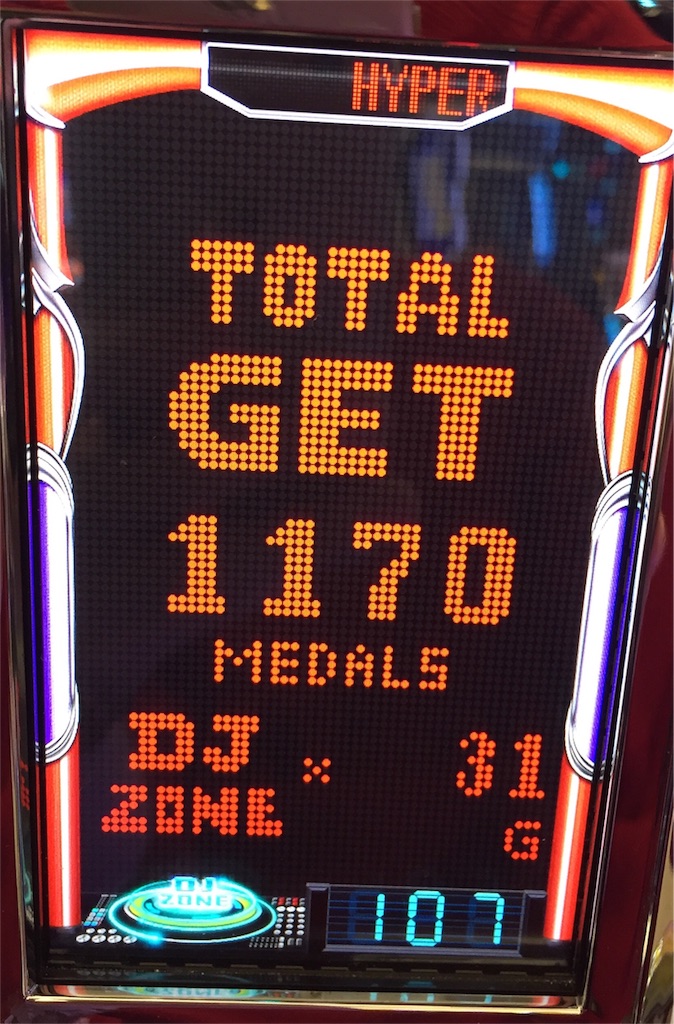 HYPER
TOTAL
GET
1170
MEDALS
DJ ZONE × 31 G
DJ ZONE
107